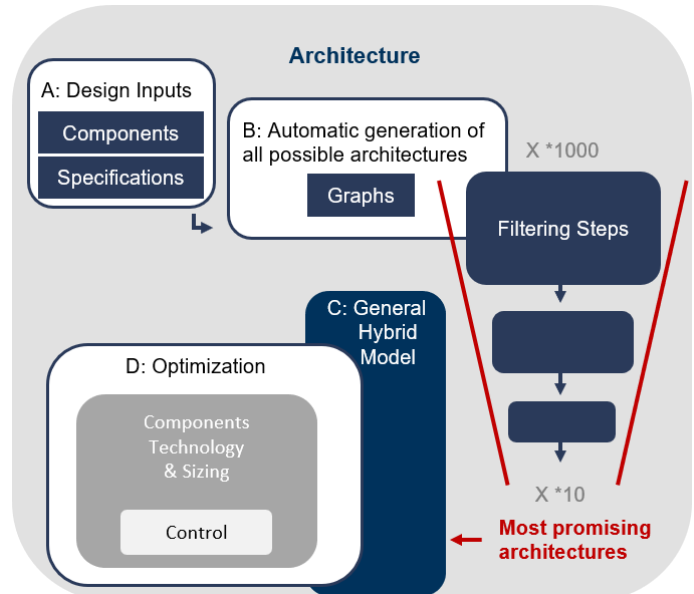 Architecture
A: Design Inputs
Components
Specifications
B: Automatic generation of
all possible architectures
Graphs
X *1000
Filtering Steps
C: General
Hybrid
Model
D: Optimization
Components
Technology
& Sizing
Control
X *10
Most promising
architectures